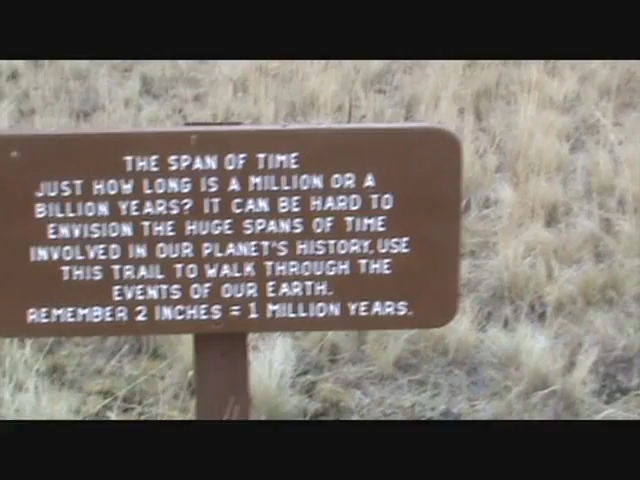 THE SPAN OF TIME
JUST HOW LONG IS A MILLION OR A
BILLION YEARS? IT CAN BE HARD TO
ENVISION THE HUGE SPANS OF TIME
INVOLVED IN OUR PLANET'S HISTORY. USE
THIS TRAIL TO WALK THROUGH THE
EVENTS OF OUR EARTH.
REMEMBER 2 INCHES = 1 MILLION YEARS.